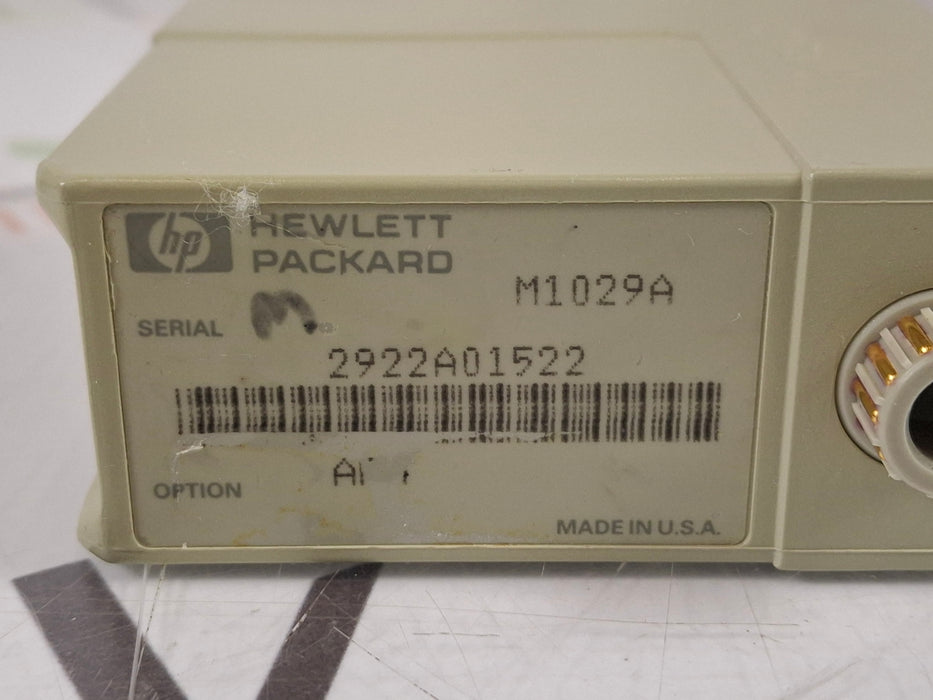 hp HEWLETT
PACKARD
M1029A
SERIAL M.
2922A01522
OPTION
MADE IN U.S.A.